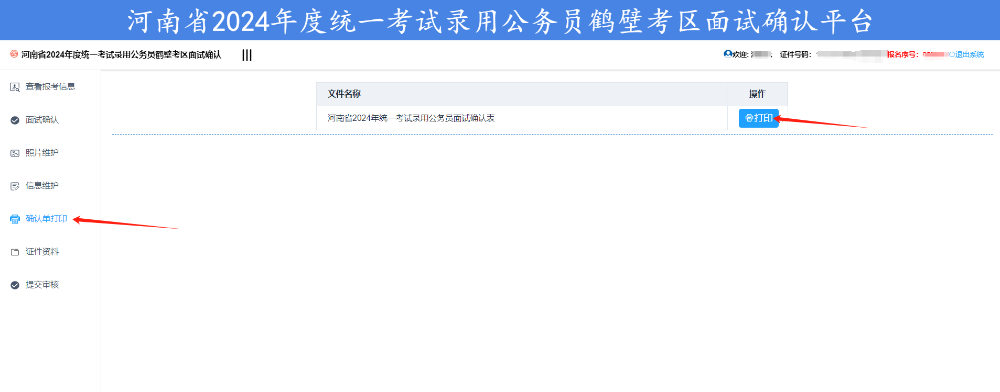 河南省2024年度统一考试录用公务员鹤壁考区面试确认平台
河南省2024年度统一考试录用公务员鹤壁考区面试确认
欢迎: 证件号码： 报名序号： 退出系统
查看报考信息
面试确认
照片维护
信息维护
确认单打印
证件资料
提交审核
文件名称 操作
河南省2024年统一考试录用公务员面试确认表 打印